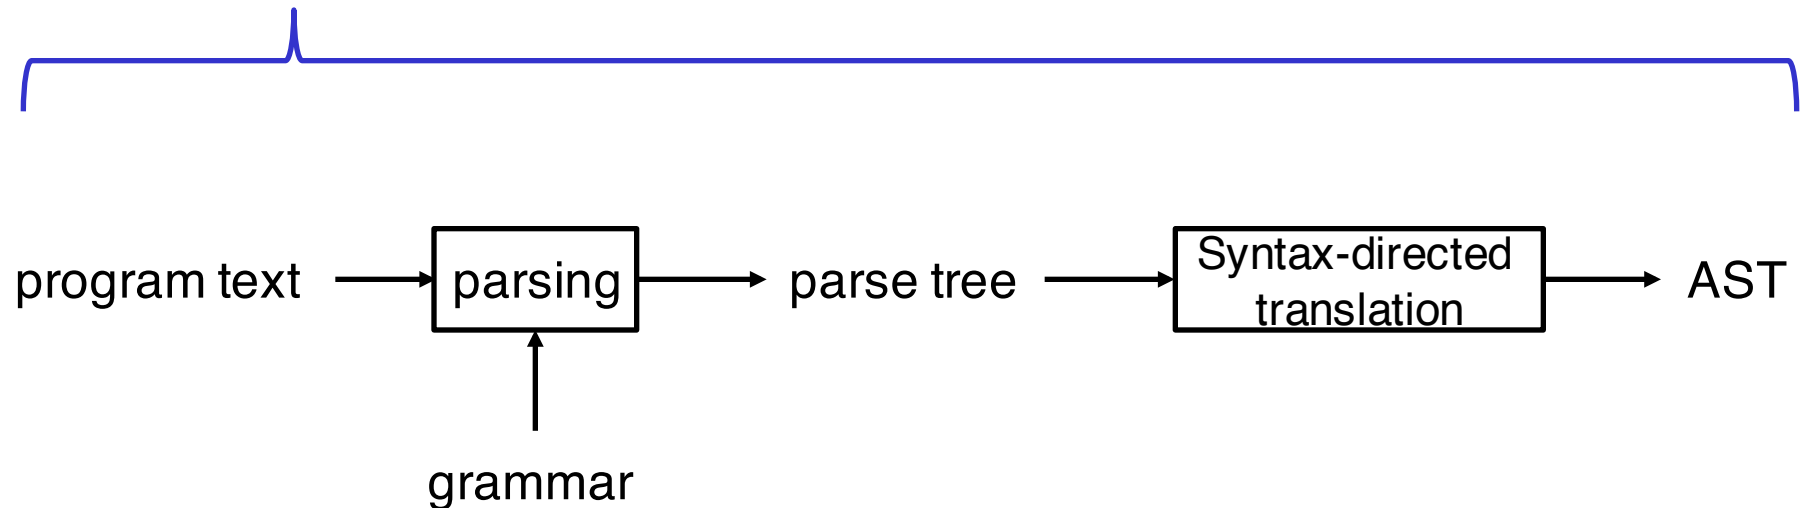 program text
parsing
parse tree
Syntax-directed
translation
AST
grammar